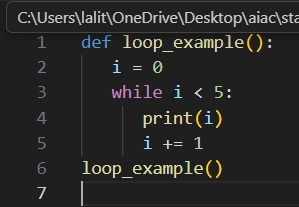 C:\Users\lalit\OneDrive\Desktop\aiac\sta
1 def loop_example():
2     i = 0
3     while i < 5:
4         print(i)
5         i += 1
6 loop_example()
7